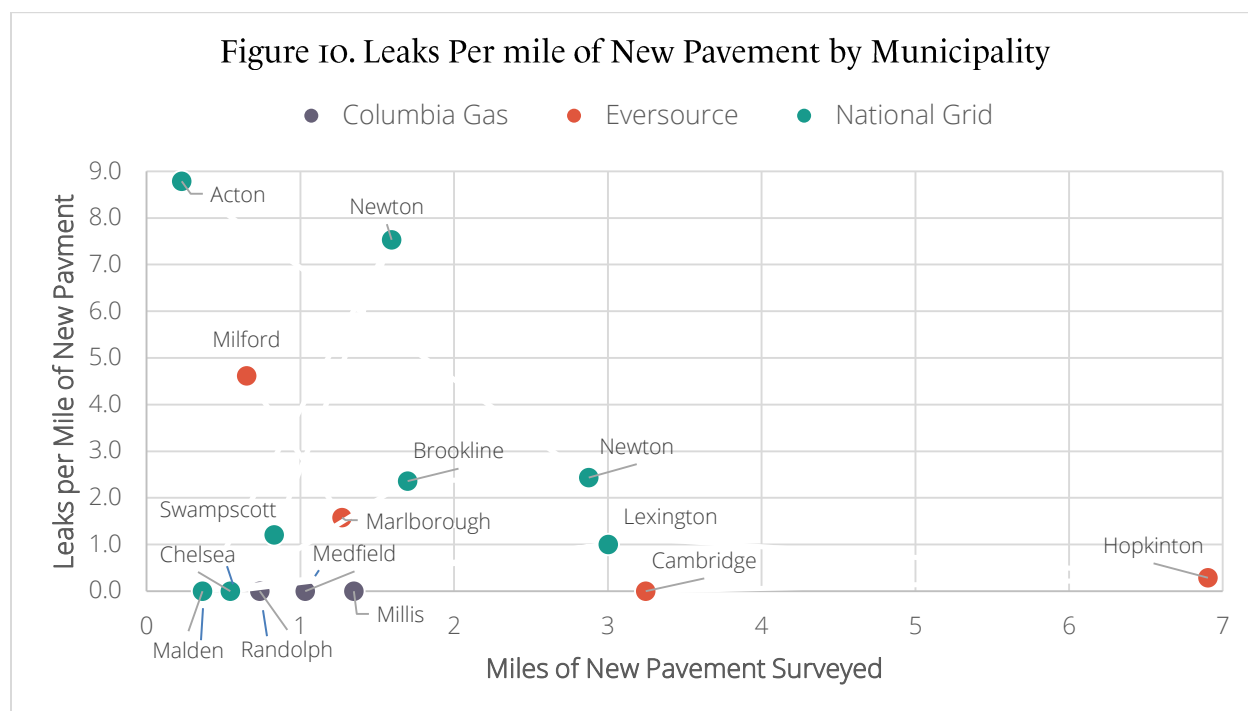 Figure 10. Leaks Per mile of New Pavement by Municipality
Columbia Gas Eversource National Grid
Leaks per Mile of New Pavment
9.0
8.0
7.0
6.0
5.0
4.0
3.0
2.0
1.0
0.0
Acton
Newton
Milford
Brookline
Newton
Swampscott
Marlborough
Lexington
Chelsea
Medfield
Cambridge
Hopkinton
Millis
Malden
Randolph
0 1 2 3 4 5 6 7
Miles of New Pavement Surveyed